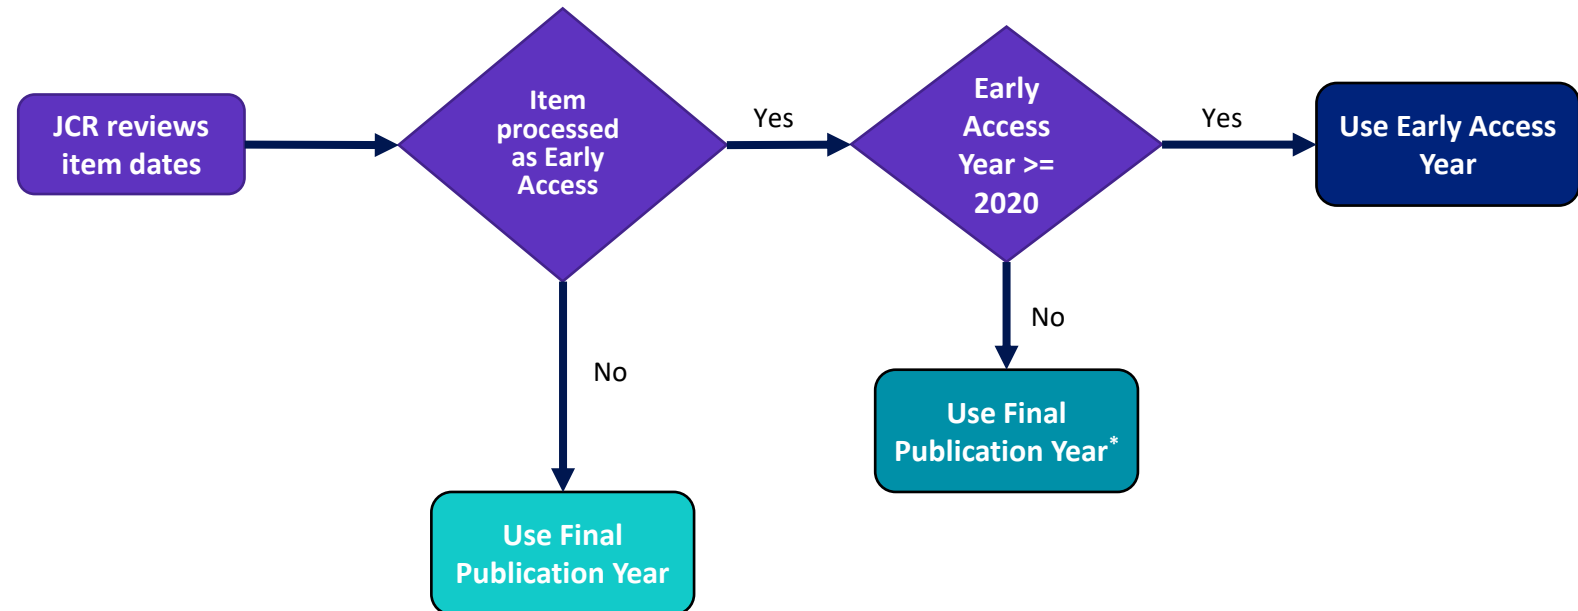 JCR reviews
item dates
Item
processed
as Early
Access
Yes
Early
Access
Year >=
2020
Yes
Use Early Access
Year
No
Use Final
Publication Year*
No
Use Final
Publication Year